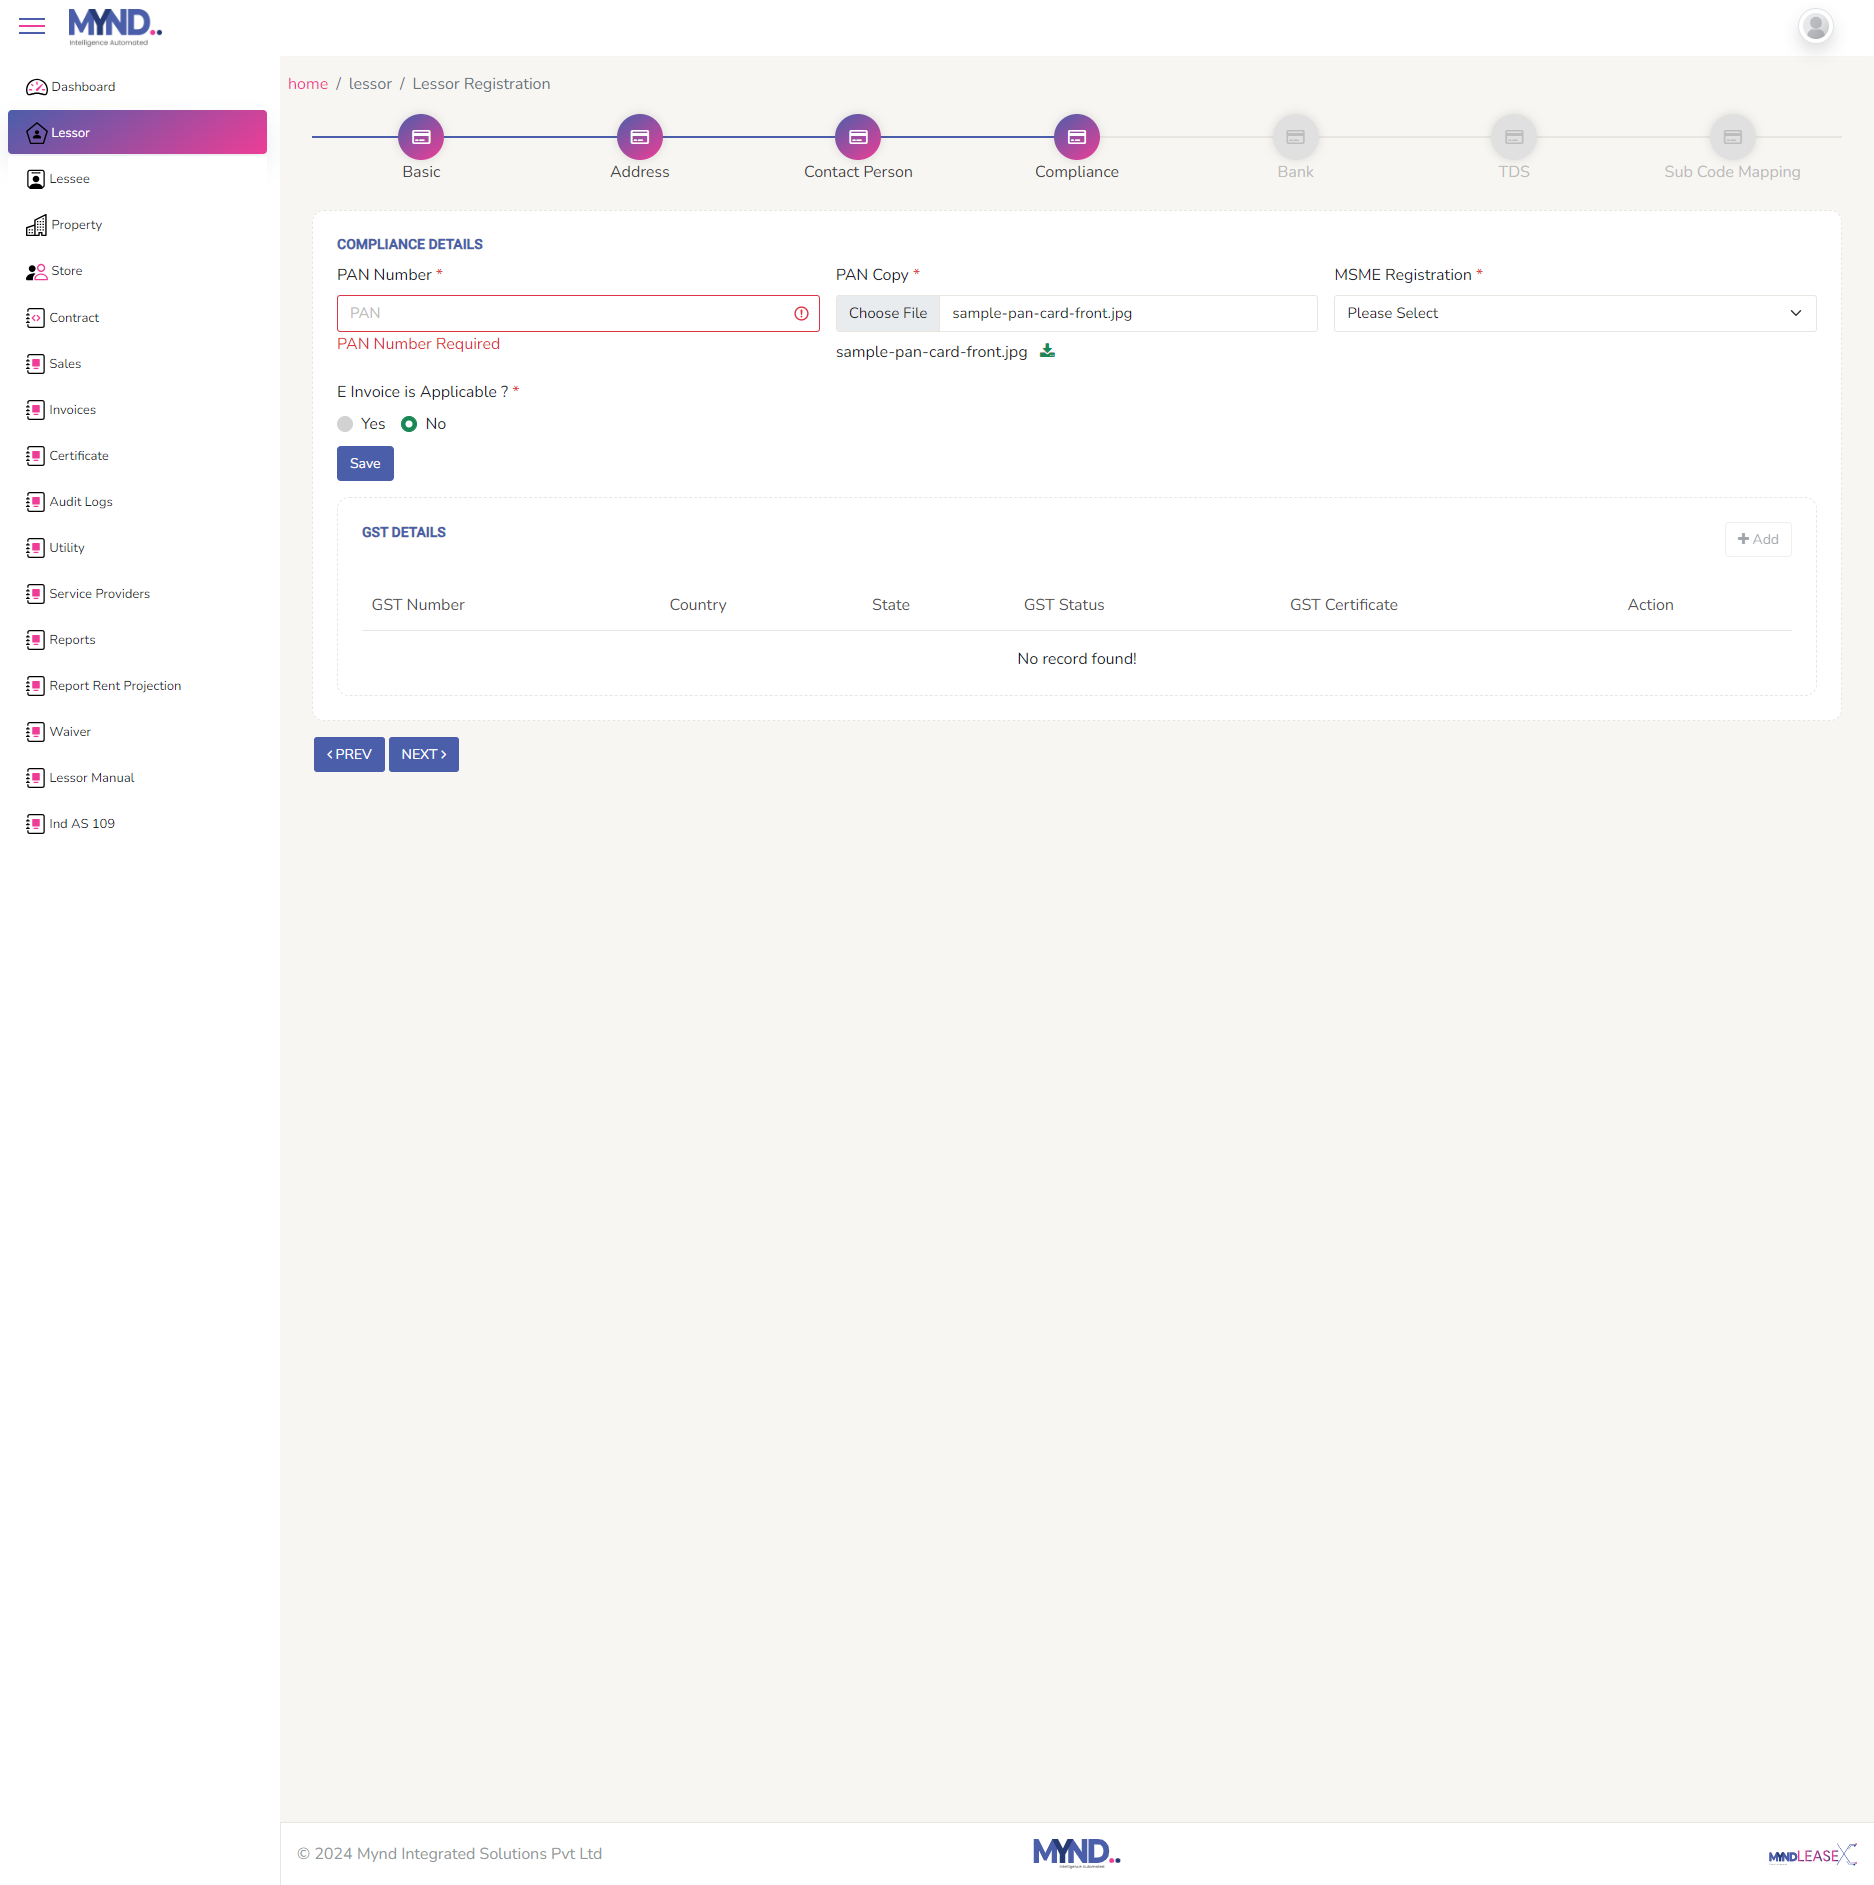 MYND..
Intelligence Automated
Dashboard
Lessor
Lessee
Property
Store
Contract
Sales
Invoices
Certificate
Audit Logs
Utility
Service Providers
Reports
Report Rent Projection
Waiver
Lessor Manual
Ind AS 109
home / lessor / Lessor Registration
Basic
Address
Contact Person
Compliance
Bank
TDS
Sub Code Mapping
COMPLIANCE DETAILS
PAN Number *
PAN Copy *
MSME Registration *
PAN
Choose File sample-pan-card-front.jpg
Please Select
PAN Number Required
sample-pan-card-front.jpg
E Invoice is Applicable ? *
Yes No
Save
GST DETAILS
+ Add
GST Number Country State GST Status GST Certificate Action
No record found!
< PREV NEXT >
© 2024 Mynd Integrated Solutions Pvt Ltd
MYND..
Intelligence Automated
MYNDLEASEX